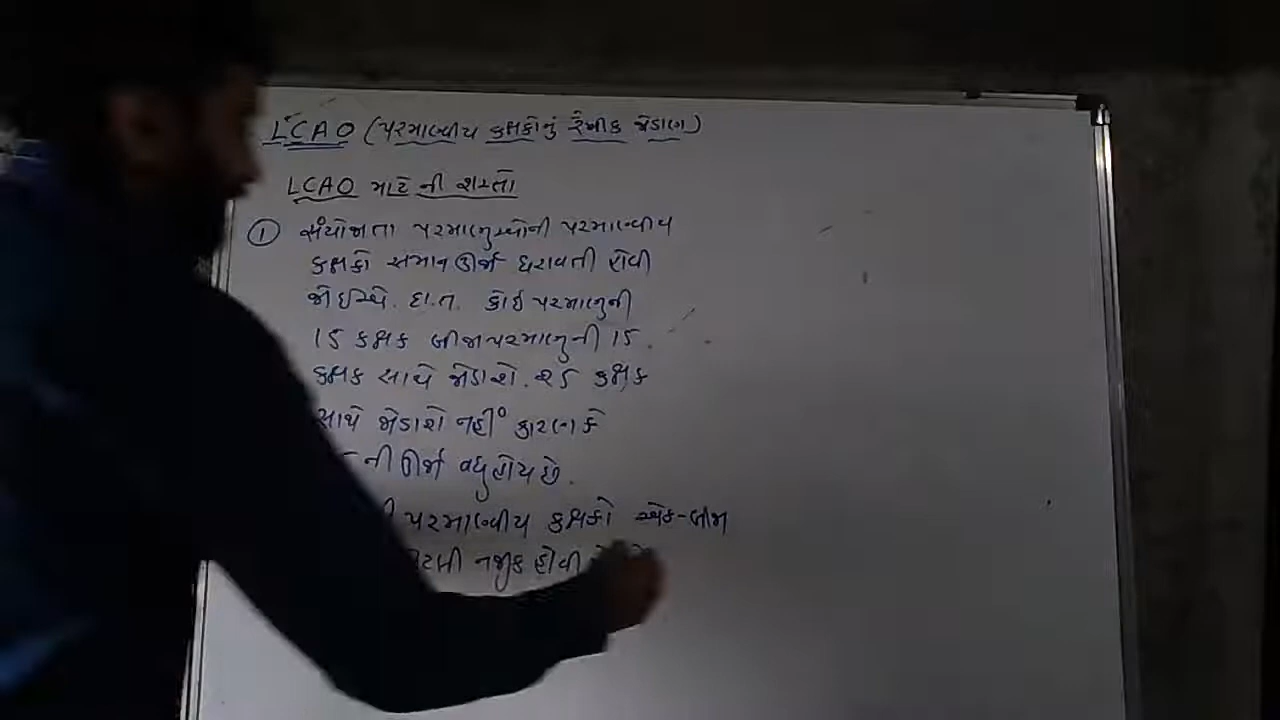 LCAO (પરમાણ્વીય કક્ષકોનું રેખીક જોડાણ)
LCAO માટે ની શરતો
① સંયોજાતા પરમાણુઓની પરમાણ્વીય
કક્ષકો સમાન ઊર્જા ધરાવતી હોવી
જોઈએ. દા.ત. કોઈ પરમાણુની
1S કક્ષક બીજા પરમાણુની 1S.
કક્ષક સાથે જોડાશે. 2S કક્ષક
સાથે જોડાશે નહીં કારણ કે
ની ઊર્જા વધુ હોય છે.
પરમાણ્વીય કક્ષકો એક-બીજા
નજીક હોવી